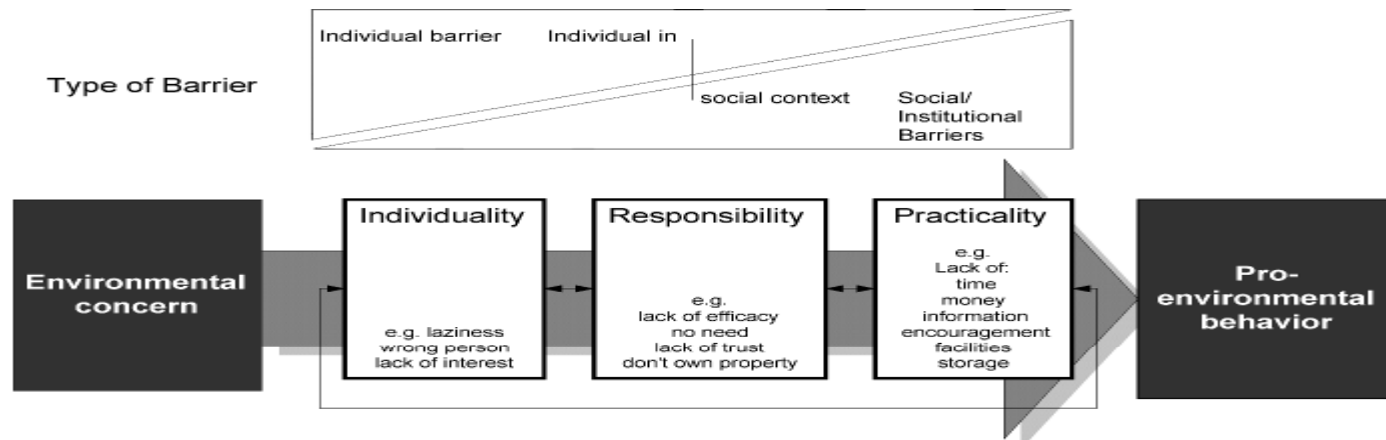 Individual barrier
Individual in
Type of Barrier
social context
Social/
Institutional
Barriers
Environmental
concern
Individuality
e.g. laziness
wrong person
lack of interest
Responsibility
e.g.
lack of efficacy
no need
lack of trust
don't own property
Practicality
e.g.
Lack of:
time
money
information
encouragement
facilities
storage
Pro-
environmental
behavior